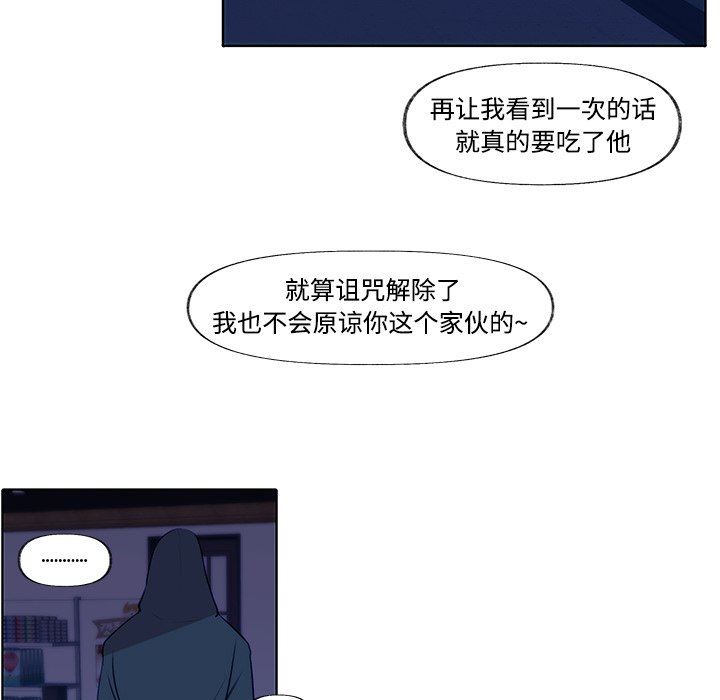 再让我看到一次的话
就真的要吃了他
就算诅咒解除了
我也不会原谅你这个家伙的~
…………